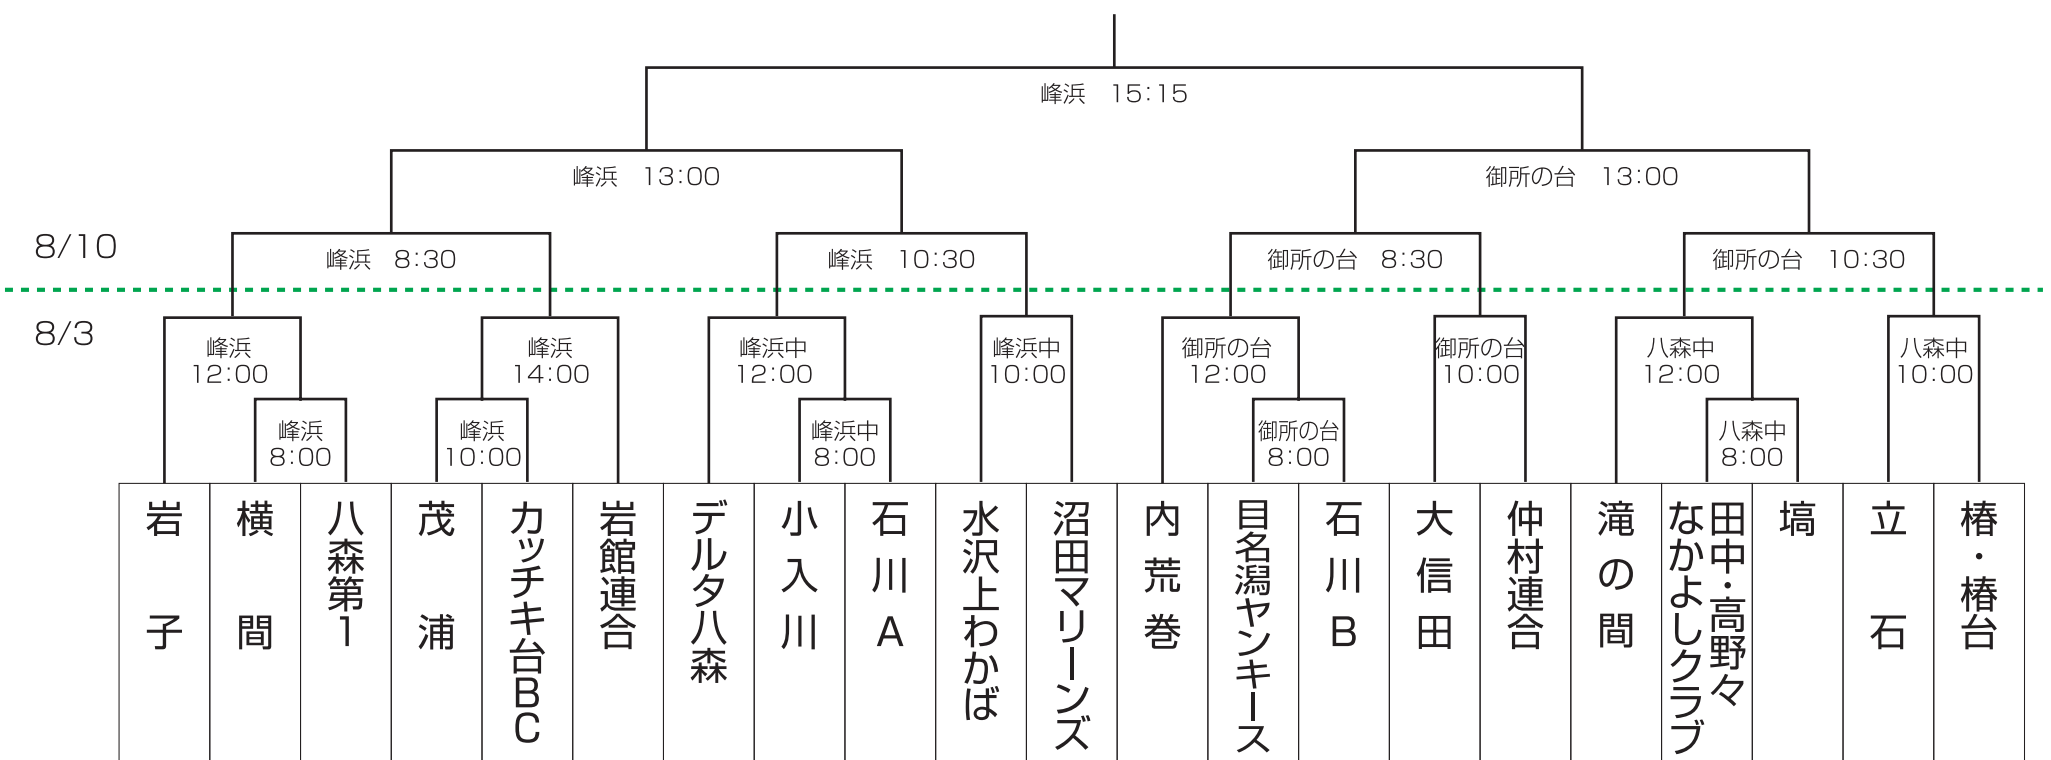 峰浜 15:15
峰浜 13:00
御所の台 13:00
8/10
峰浜 8:30
峰浜 10:30
御所の台 8:30
御所の台 10:30
8/3
峰浜
12:00
峰浜
14:00
峰浜中
12:00
峰浜中
10:00
御所の台
12:00
御所の台
10:00
八森中
12:00
八森中
10:00
峰浜
8:00
峰浜
10:00
峰浜中
8:00
御所の台
8:00
八森中
8:00
岩子
横間
八森第1
茂浦
カッチキ台BC
岩館連合
デルタ八森
小入川
石川A
水沢上わかば
沼田マリーンズ
内荒巻
目名潟ヤンキース
石川B
大信田
仲村連合
滝の間
田中・高野々
なかよしクラブ
塙
立石
椿・椿台